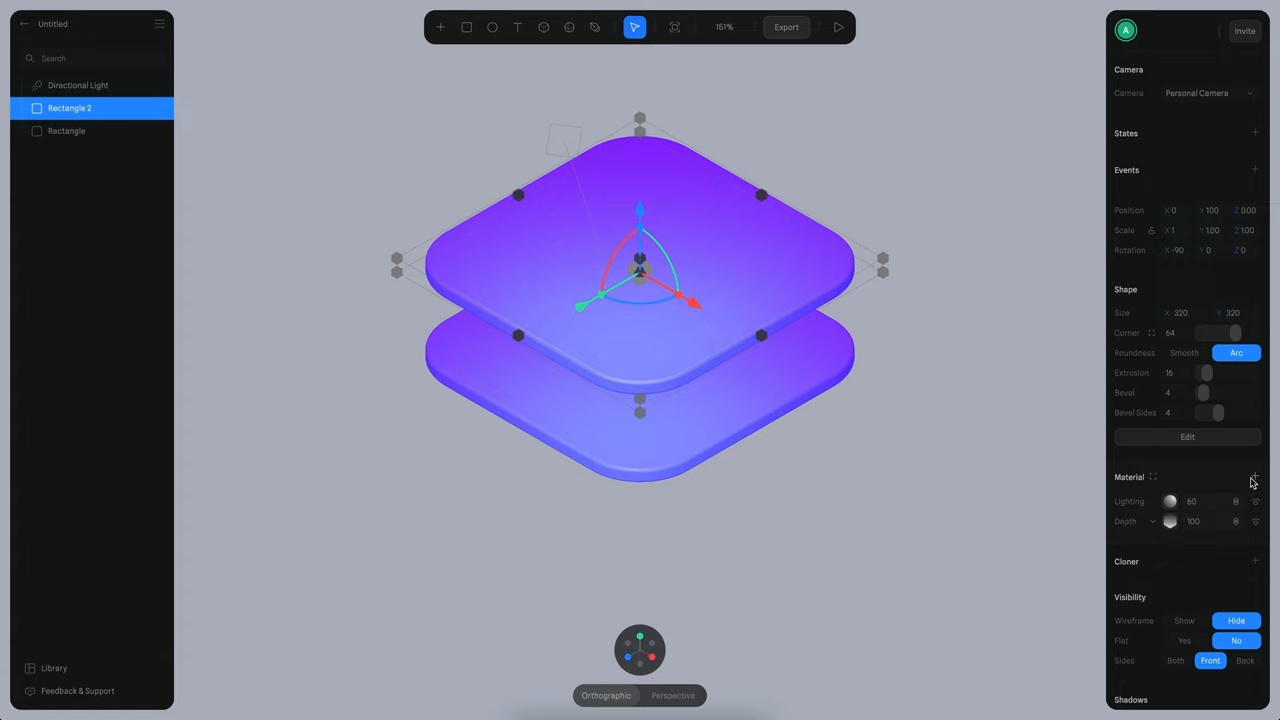 Untitled
Search
Directional Light
Rectangle 2
Rectangle
Library
Feedback & Support
T
151%
Export
Orthographic
Perspective
A
Invite
Camera
Camera Personal Camera
States
Events
Position X 0 Y 100 Z 0.00
Scale X 1 Y 1.00 Z 1.00
Rotation X -90 Y 0 Z 0
Shape
Size X 320 Y 320
Corner 64
Roundness Smooth Arc
Extrusion 16
Bevel 4
Bevel Sides 4
Edit
Material
Lighting 60
Depth 100
Cloner
Visibility
Wireframe Show Hide
Flat Yes No
Sides Both Front Back
Shadows